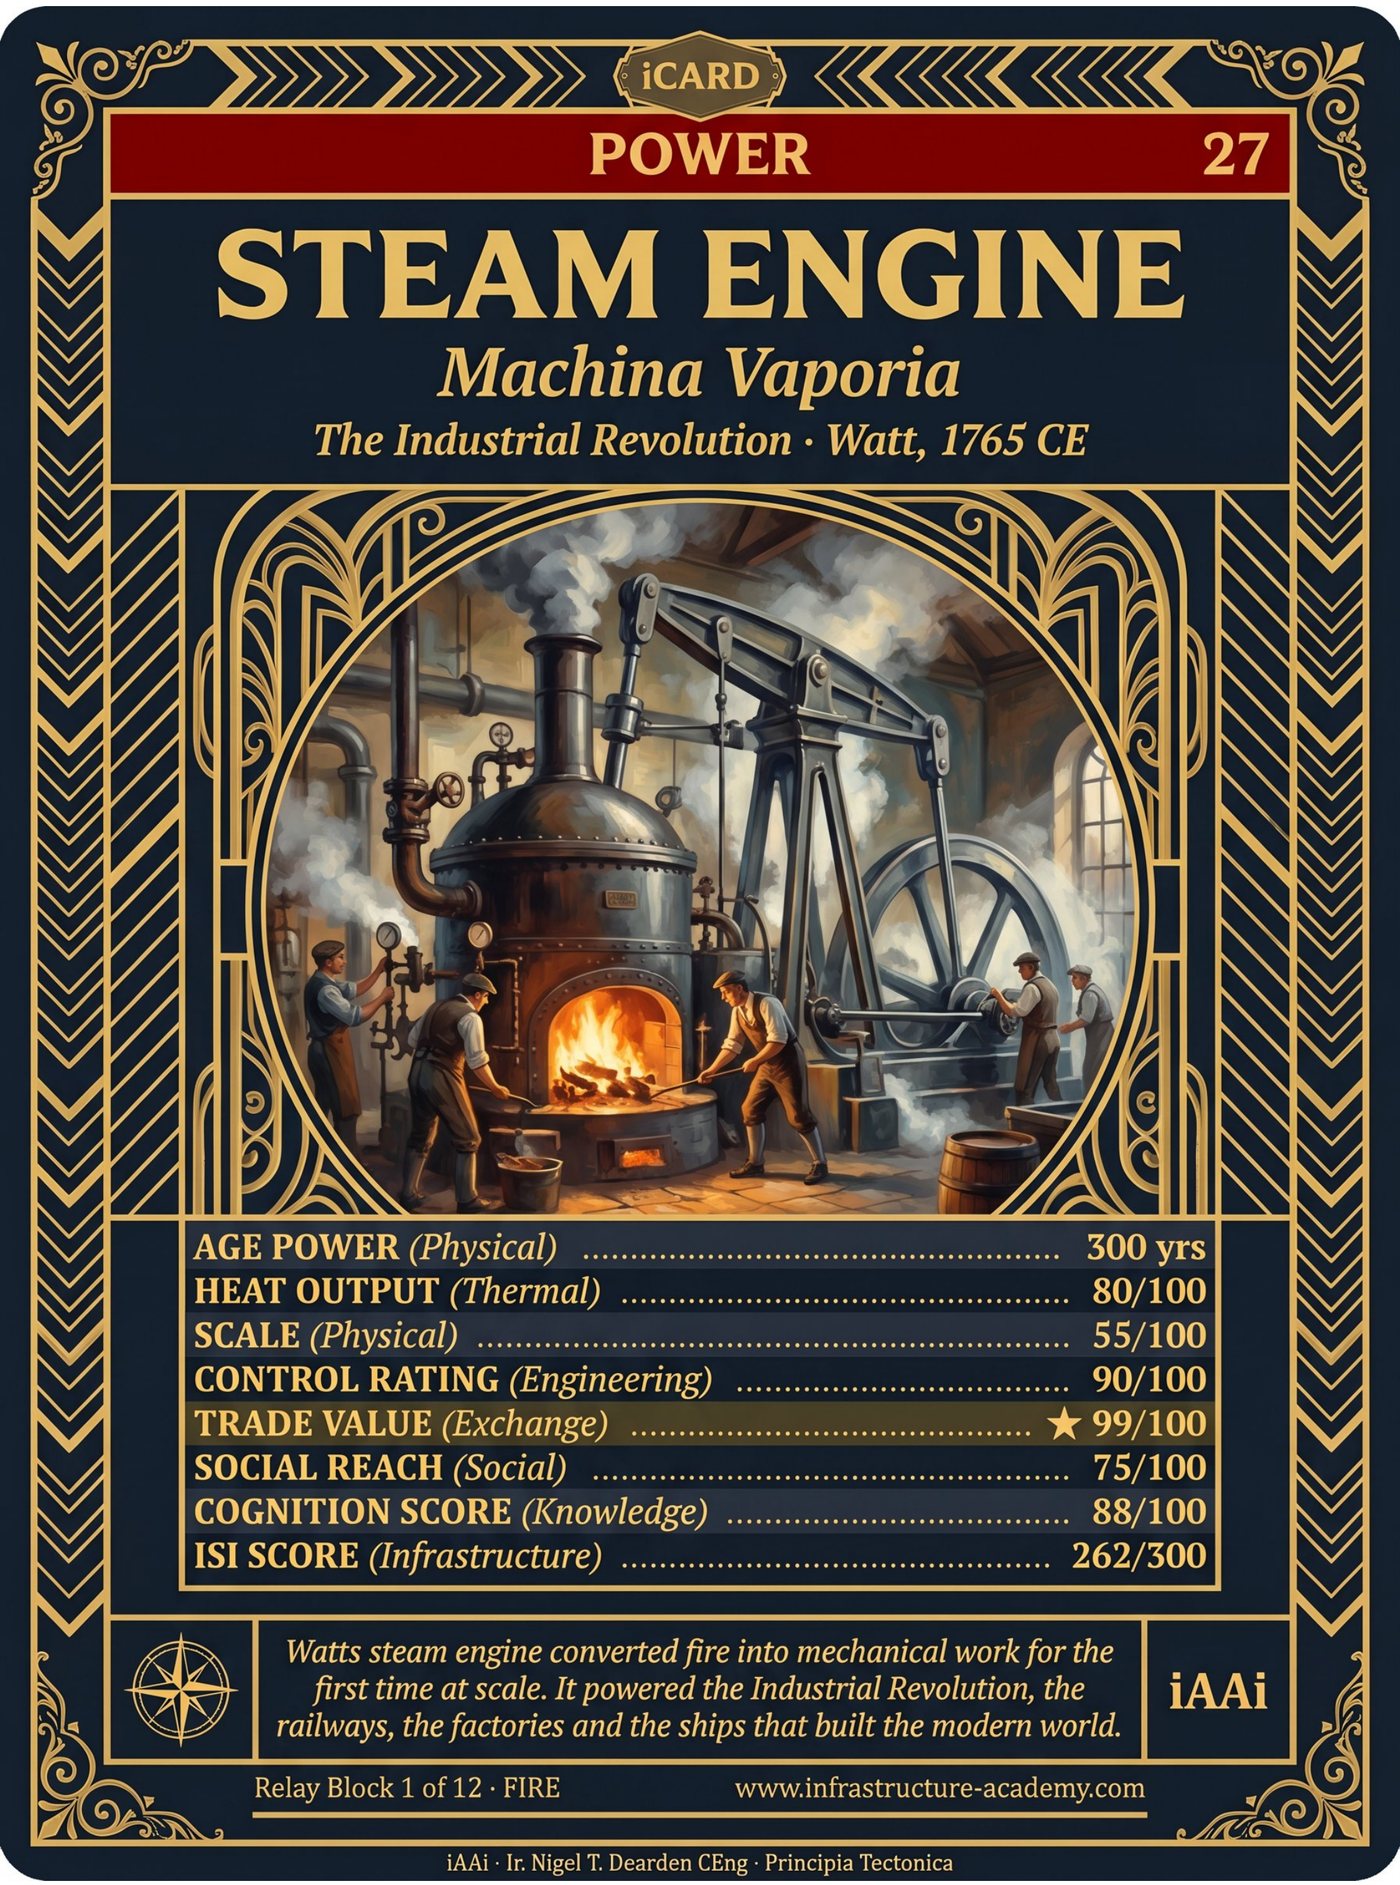 iCARD
POWER 27
STEAM ENGINE
Machina Vaporia
The Industrial Revolution · Watt, 1765 CE
AGE POWER (Physical) 300 yrs
HEAT OUTPUT (Thermal) 80/100
SCALE (Physical) 55/100
CONTROL RATING (Engineering) 90/100
TRADE VALUE (Exchange) ★ 99/100
SOCIAL REACH (Social) 75/100
COGNITION SCORE (Knowledge) 88/100
ISI SCORE (Infrastructure) 262/300
Watts steam engine converted fire into mechanical work for the
first time at scale. It powered the Industrial Revolution, the
railways, the factories and the ships that built the modern world.
iAAi
Relay Block 1 of 12 · FIRE www.infrastructure-academy.com
iAAi · Ir. Nigel T. Dearden CEng · Principia Tectonica